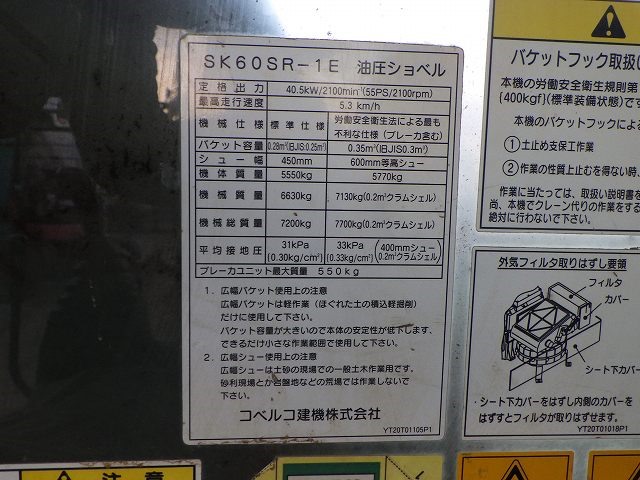 SK60SR-1E 油圧ショベル
定格出力 40.5kW/2100min⁻¹(55PS/2100rpm)
最高走行速度 5.3 km/h
機械仕様 標準仕様 労働安全衛生法による最も
不利な仕様（ブレーカ含む）
バケット容量 0.28m³(旧JIS0.25m³) 0.35m³(旧JIS0.3m³)
シュー幅 450mm 600mm等高シュー
機体質量 5550kg 5770kg
機械質量 6630kg 7130kg(0.2m³クラムシェル)
機械総質量 7200kg 7700kg(0.2m³クラムシェル)
平均接地圧 31kPa (0.30kg/cm²) 33kPa (0.33kg/cm²) (400mmシュー 0.2m³クラムシェル)
ブレーカユニット最大質量 550kg
1. 広幅バケット使用上の注意
広幅バケットは軽作業（ほぐれた土の積込軽掘削）
だけに使用して下さい。
バケット容量が大きいので本体の安定性が低下します、
できるだけ小さな作業範囲で使用して下さい。
2. 広幅シュー使用上の注意
広幅シューは土砂の現場での一般土木作業用です。
砂利現場とか岩盤地などの荒場では作業しないで
下さい。
コベルコ建機株式会社
YT20T01105P1
バケットフック取扱い
本機の労働安全衛生規則第
{400kgf}(標準装備状態)です
本機のバケットフックによる
①土止め支保工作業
②作業の性質上止むを得ない時、
作業に当たっては、取扱い説明書を
尚、本機でクレーン代りの作業をする
絶対に行わないで下さい。
外気フィルタ取りはずし要領
フィルタ
カバー
シート下カバー
・シート下カバーをはずし内側のカバーを
はずすとフィルタが取りはずせます。
YT20T01018P1
注意